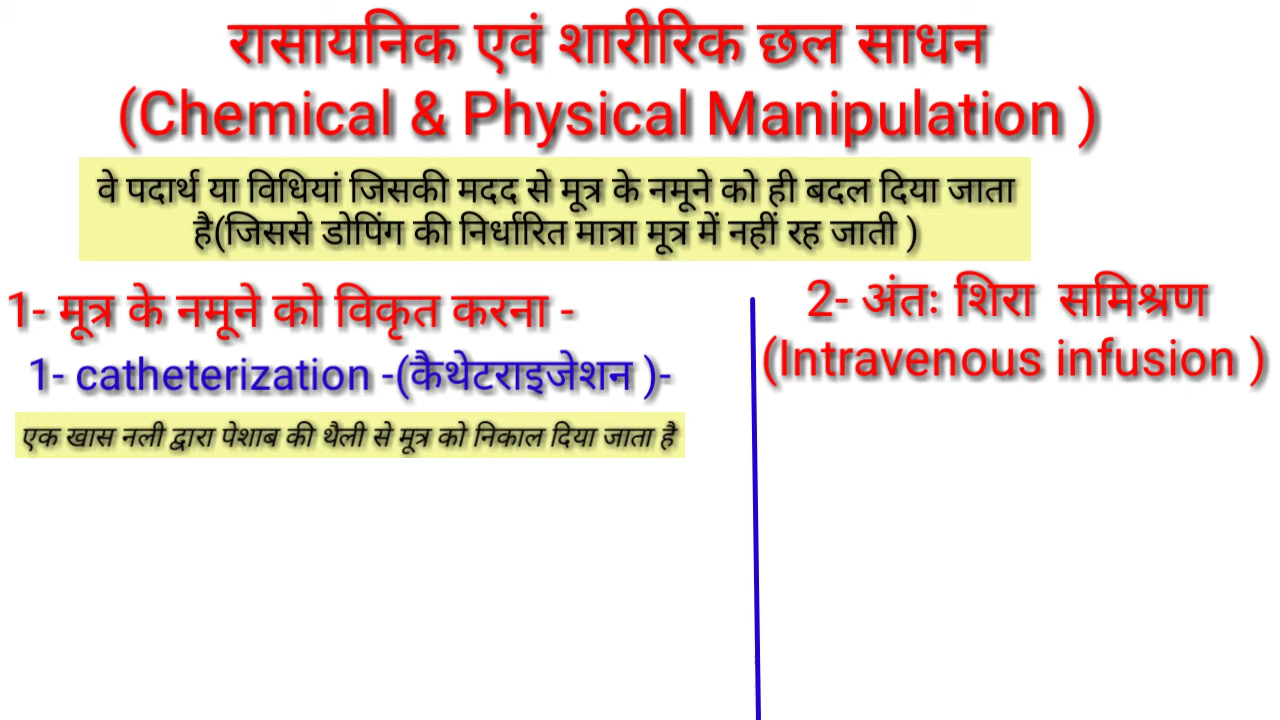 रासायनिक एवं शारीरिक छल साधन
(Chemical & Physical Manipulation )
वे पदार्थ या विधियां जिसकी मदद से मूत्र के नमूने को ही बदल दिया जाता
है(जिससे डोपिंग की निर्धारित मात्रा मूत्र में नहीं रह जाती )
1- मूत्र के नमूने को विकृत करना -
1- catheterization -(कैथेटराइजेशन )-
एक खास नली द्वारा पेशाब की थैली से मूत्र को निकाल दिया जाता है
2- अंतः शिरा समिश्रण
(Intravenous infusion )